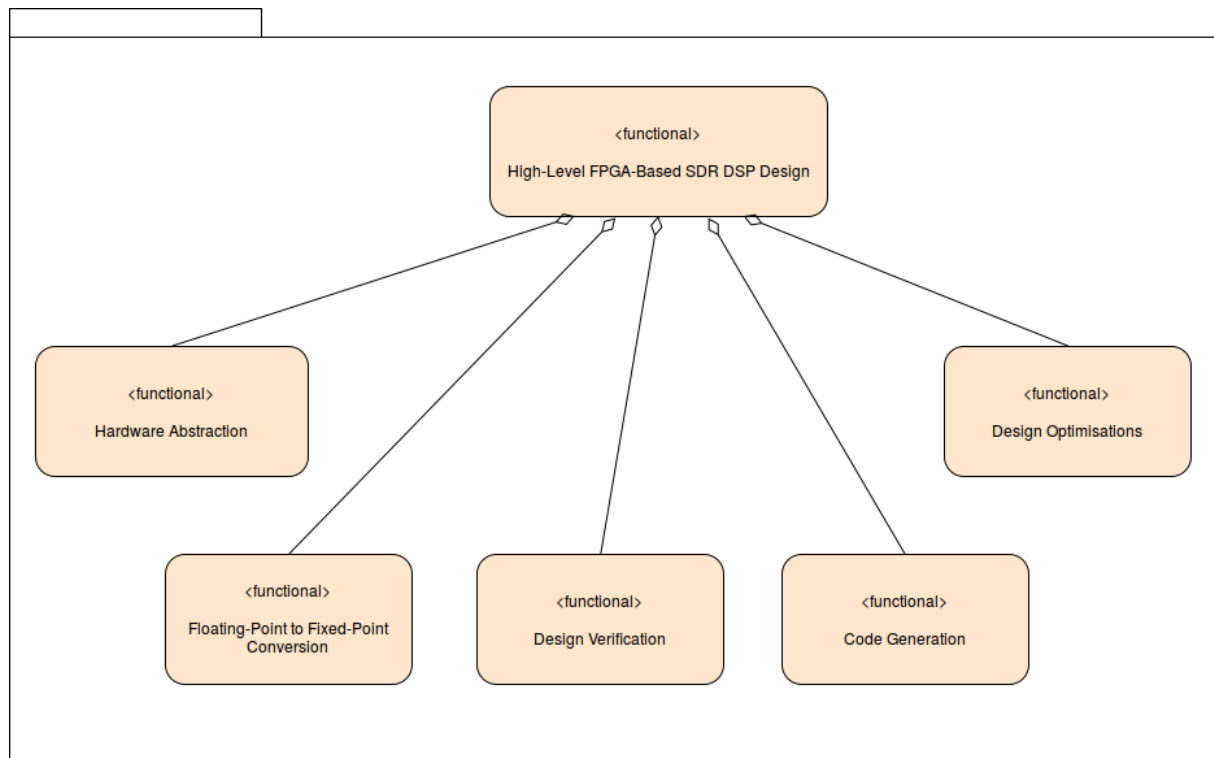 <functional>
High-Level FPGA-Based SDR DSP Design
<functional>
Hardware Abstraction
<functional>
Design Optimisations
<functional>
Floating-Point to Fixed-Point
Conversion
<functional>
Design Verification
<functional>
Code Generation